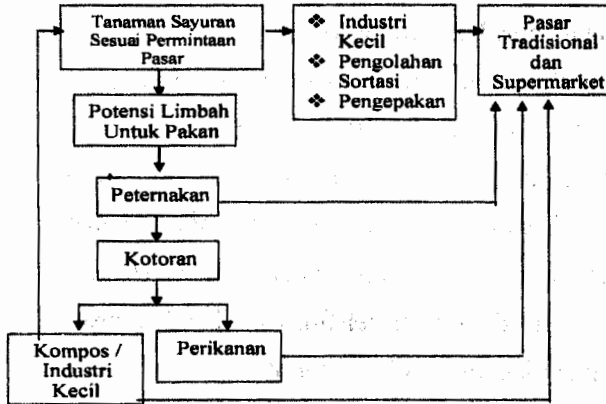 Tanaman Sayuran
Sesuai Permintaan
Pasar
❖ Industri
Kecil
❖ Pengolahan
Sortasi
❖ Pengepakan
Pasar
Tradisional
dan
Supermarket
Potensi Limbah
Untuk Pakan
Peternakan
Kotoran
Kompos /
Industri
Kecil
Perikanan